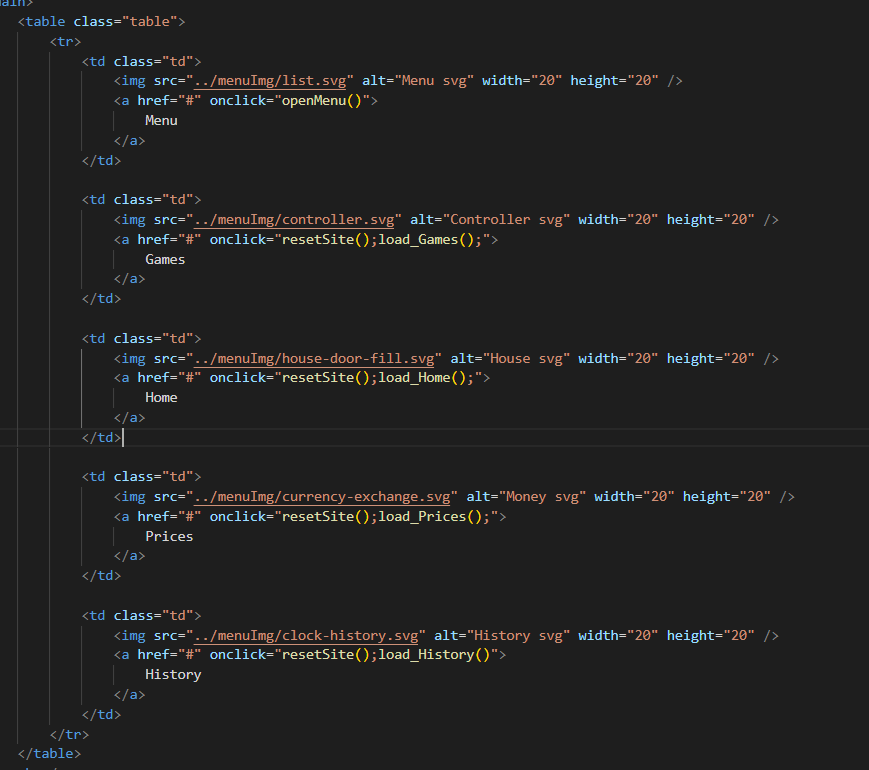 ain>
<table class="table">
<tr>
<td class="td">
<img src="../menuImg/list.svg" alt="Menu svg" width="20" height="20" />
<a href="#" onclick="openMenu()">
Menu
</a>
</td>
<td class="td">
<img src="../menuImg/controller.svg" alt="Controller svg" width="20" height="20" />
<a href="#" onclick="resetSite();load_Games();">
Games
</a>
</td>
<td class="td">
<img src="../menuImg/house-door-fill.svg" alt="House svg" width="20" height="20" />
<a href="#" onclick="resetSite();load_Home();">
Home
</a>
</td>
<td class="td">
<img src="../menuImg/currency-exchange.svg" alt="Money svg" width="20" height="20" />
<a href="#" onclick="resetSite();load_Prices();">
Prices
</a>
</td>
<td class="td">
<img src="../menuImg/clock-history.svg" alt="History svg" width="20" height="20" />
<a href="#" onclick="resetSite();load_History()">
History
</a>
</td>
</tr>
</table>